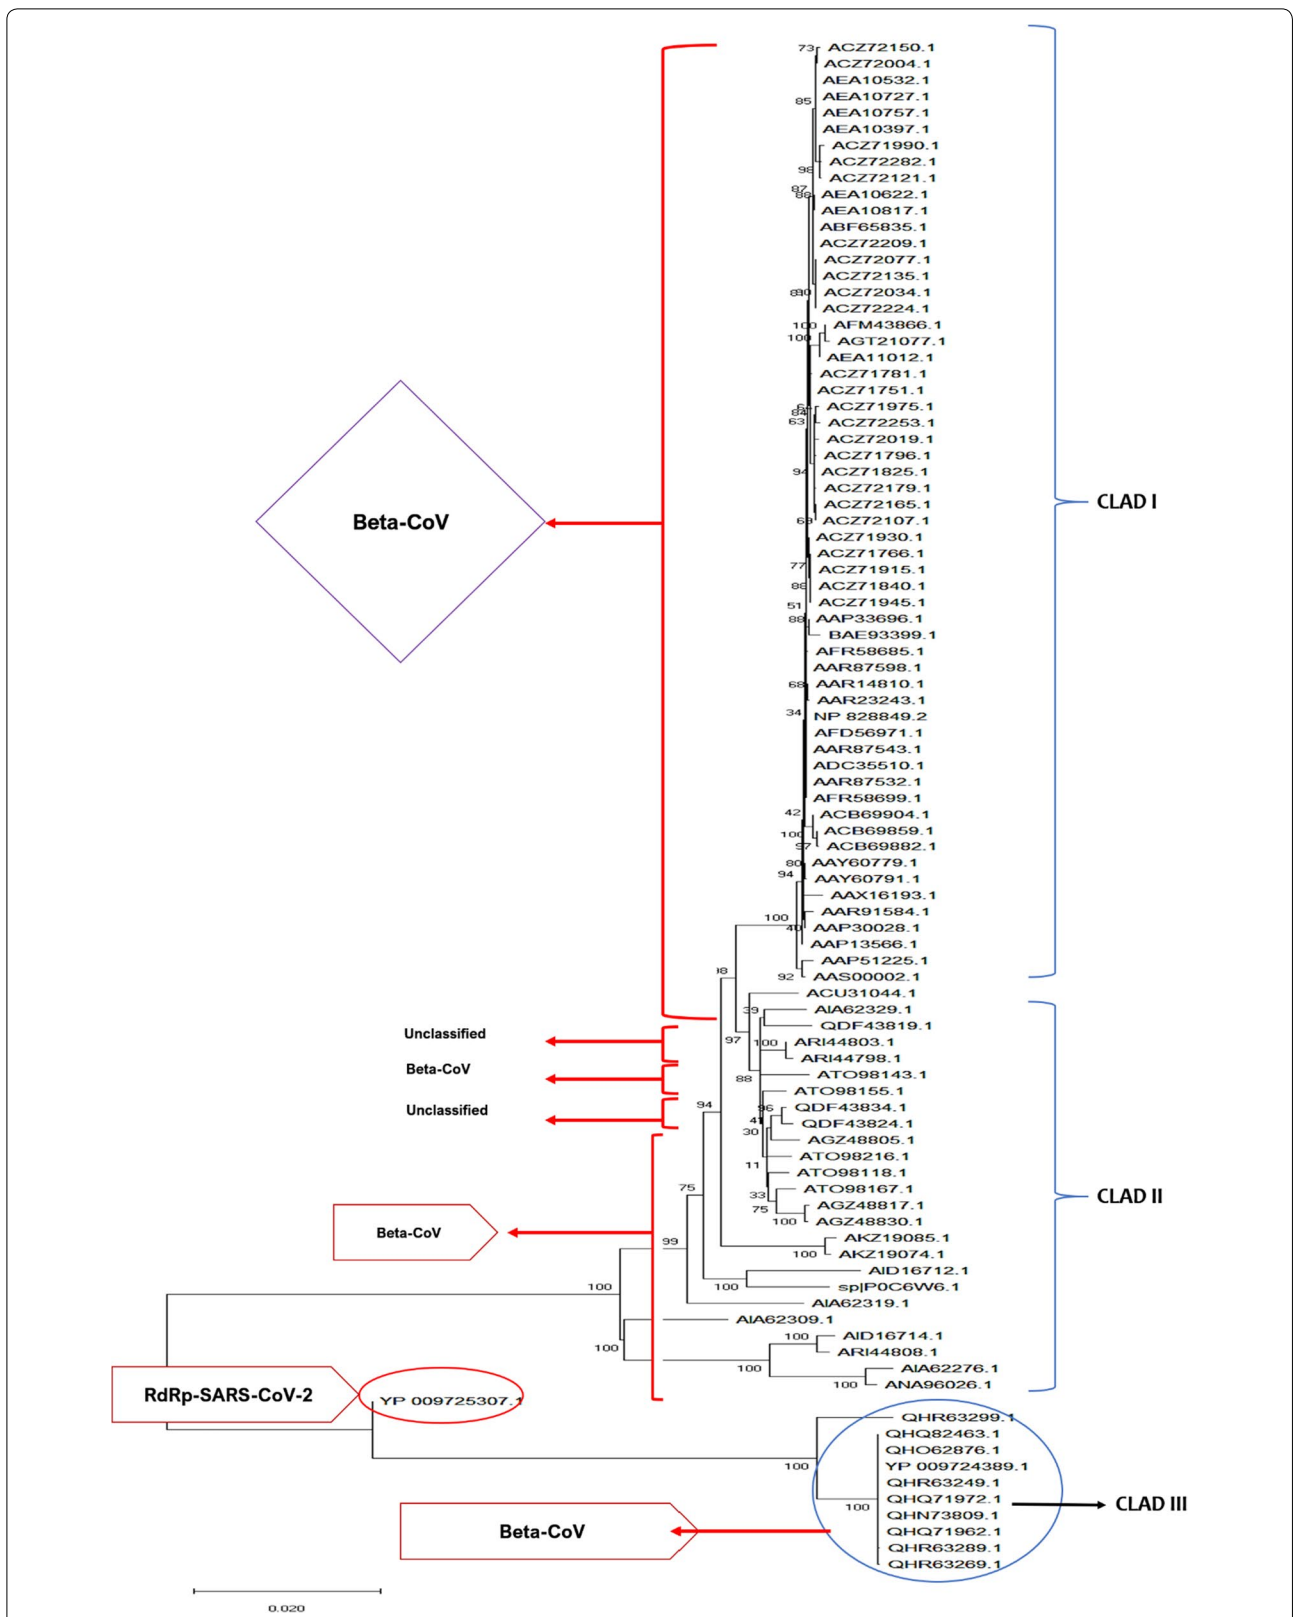 73 ACZ72150.1
ACZ72004.1
AEA10532.1
AEA10727.1
85
AEA10757.1
AEA10397.1
ACZ71990.1
ACZ72282.1
98
ACZ72121.1
87
88 AEA10622.1
AEA10817.1
ABF65835.1
ACZ72209.1
ACZ72077.1
ACZ72135.1
ACZ72034.1
ACZ72224.1
100 AFM43866.1
100 AGT21077.1
AEA11012.1
ACZ71781.1
ACZ71751.1
ACZ71975.1
63 ACZ72253.1
ACZ72019.1
ACZ71796.1
94 ACZ71825.1
ACZ72179.1
ACZ72165.1
ACZ72107.1
ACZ71930.1
ACZ71766.1
77 ACZ71915.1
88 ACZ71840.1
51 ACZ71945.1
88 AAP33696.1
BAE93399.1
AFR58685.1
AAR87598.1
68 AAR14810.1
AAR23243.1
34 NP 828849.2
AFD56971.1
AAR87543.1
ADC35510.1
AAR87532.1
AFR58699.1
42 ACB69904.1
100 ACB69859.1
97 ACB69882.1
80 AAY60779.1
94 AAY60791.1
AAX16193.1
100 AAR91584.1
40 AAP30028.1
AAP13566.1
AAP51225.1
92 AAS00002.1
ACU31044.1
39 AIA62329.1
QDF43819.1
97 100 ARI44803.1
ARI44798.1
88 ATO98143.1
ATO98155.1
94 96 QDF43834.1
41 QDF43824.1
30 AGZ48805.1
11 ATO98216.1
ATO98118.1
75 33 ATO98167.1
75 AGZ48817.1
100 AGZ48830.1
AKZ19085.1
99 100 AKZ19074.1
AID16712.1
100 100 sp|P0C6W6.1
AIA62319.1
AIA62309.1
100 100 AID16714.1
ARI44808.1
100 AIA62276.1
100 ANA96026.1
YP 009725307.1
QHR63299.1
QHQ82463.1
QHO62876.1
100 YP 009724389.1
QHR63249.1
100 QHQ71972.1
QHN73809.1
QHQ71962.1
QHR63289.1
QHR63269.1
Beta-CoV
Unclassified
Beta-CoV
Unclassified
Beta-CoV
RdRp-SARS-CoV-2
Beta-CoV
CLAD I
CLAD II
CLAD III
0.020